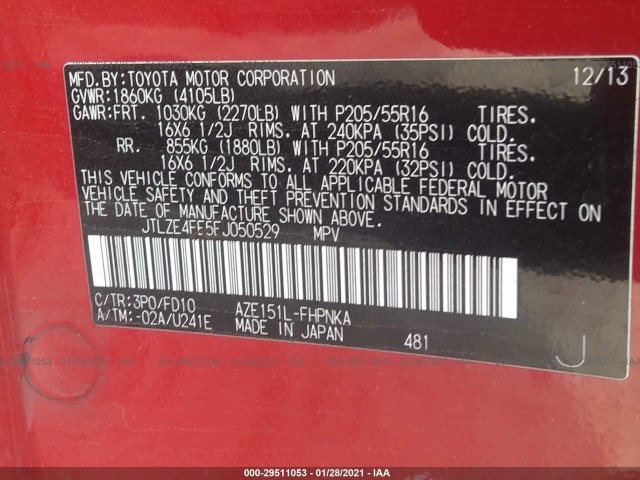 MFD.BY:TOYOTA MOTOR CORPORATION 12/13
GVWR:1860KG (4105LB)
GAWR:FRT. 1030KG (2270LB) WITH P205/55R16 TIRES.
16X6 1/2J RIMS. AT 240KPA (35PSI) COLD.
RR. 855KG (1880LB) WITH P205/55R16 TIRES.
16X6 1/2J RIMS. AT 220KPA (32PSI) COLD.
THIS VEHICLE CONFORMS TO ALL APPLICABLE FEDERAL MOTOR
VEHICLE SAFETY AND THEFT PREVENTION STANDARDS IN EFFECT ON
THE DATE OF MANUFACTURE SHOWN ABOVE.
JTLZE4FE5FJ050529 MPV
C/TR:3P0/FD10 AZE151L-FHPNKA
A/TM:-02A/U241E MADE IN JAPAN 481 J
000-29511053 | 01/28/2021 | IAA